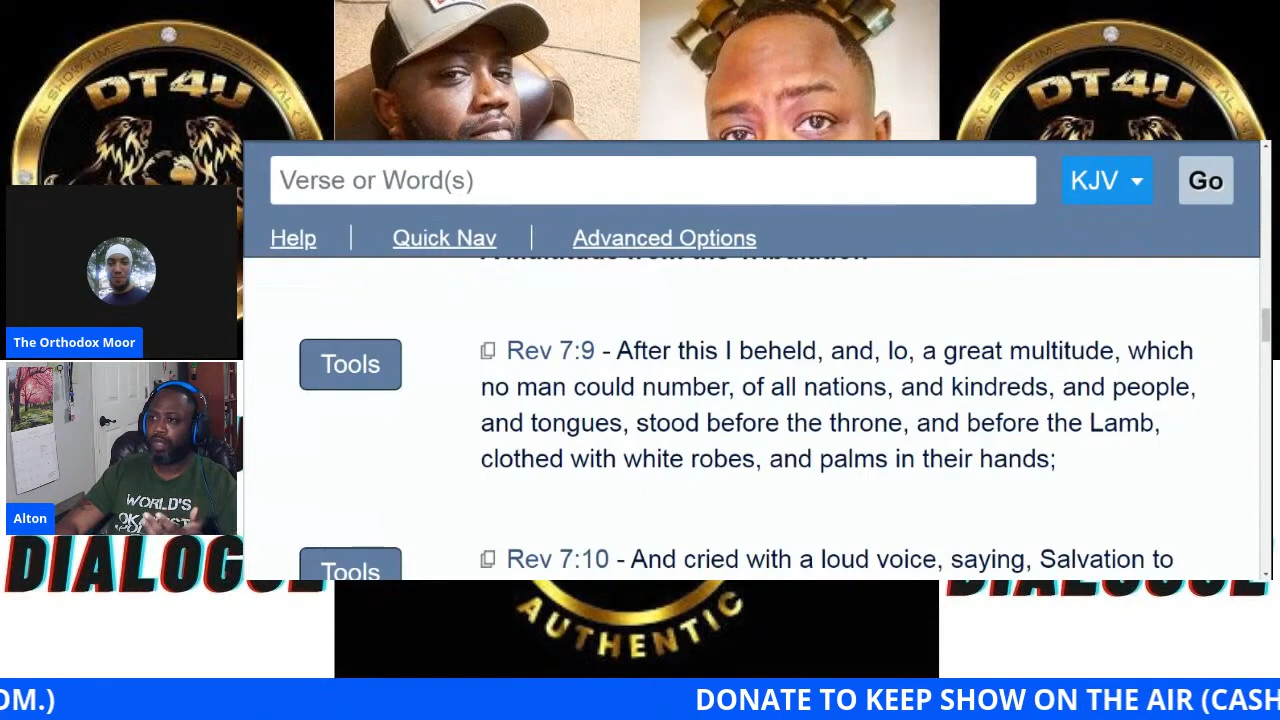 DT4U
DT4U
Verse or Word(s)
KJV
Go
Help
Quick Nav
Advanced Options
Tools
Rev 7:9 - After this I beheld, and, lo, a great multitude, which
no man could number, of all nations, and kindreds, and people,
and tongues, stood before the throne, and before the Lamb,
clothed with white robes, and palms in their hands;
Tools
Rev 7:10 - And cried with a loud voice, saying, Salvation to
The Orthodox Moor
WORLD'S
Alton
AUTHENTIC
OM.)
DONATE TO KEEP SHOW ON THE AIR (CASH